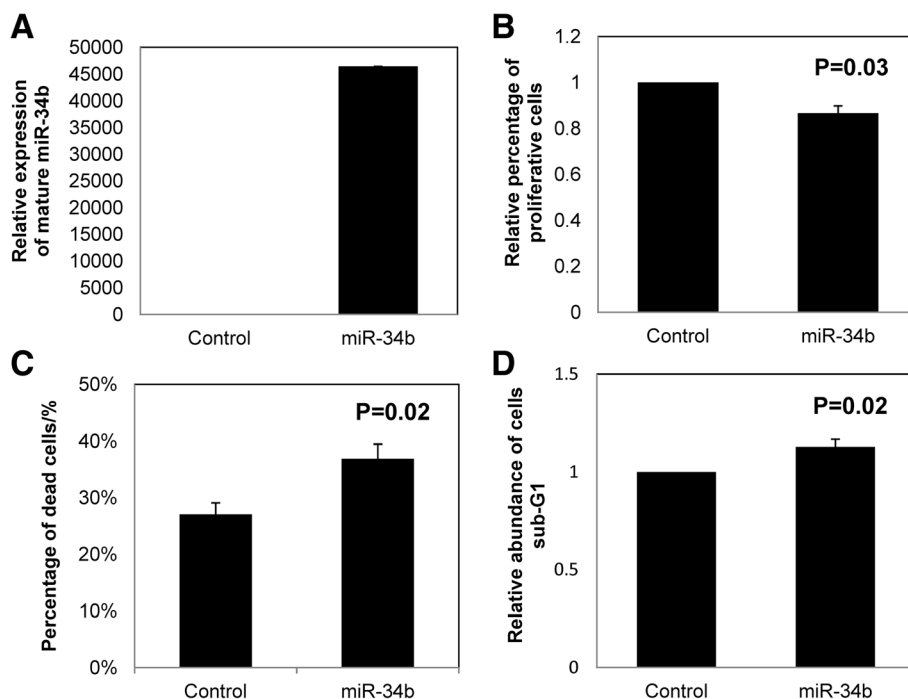 A
Relative expression
of mature miR-34b
50000
45000
40000
35000
30000
25000
20000
15000
10000
5000
0
Control miR-34b
B
Relative percentage of
proliferative cells
1.2
1
0.8
0.6
0.4
0.2
0
P=0.03
Control miR-34b
C
Percentage of dead cells/%
50%
40%
30%
20%
10%
0%
P=0.02
Control miR-34b
D
Relative abundance of cells
sub-G1
1.5
1
0.5
0
P=0.02
Control miR-34b